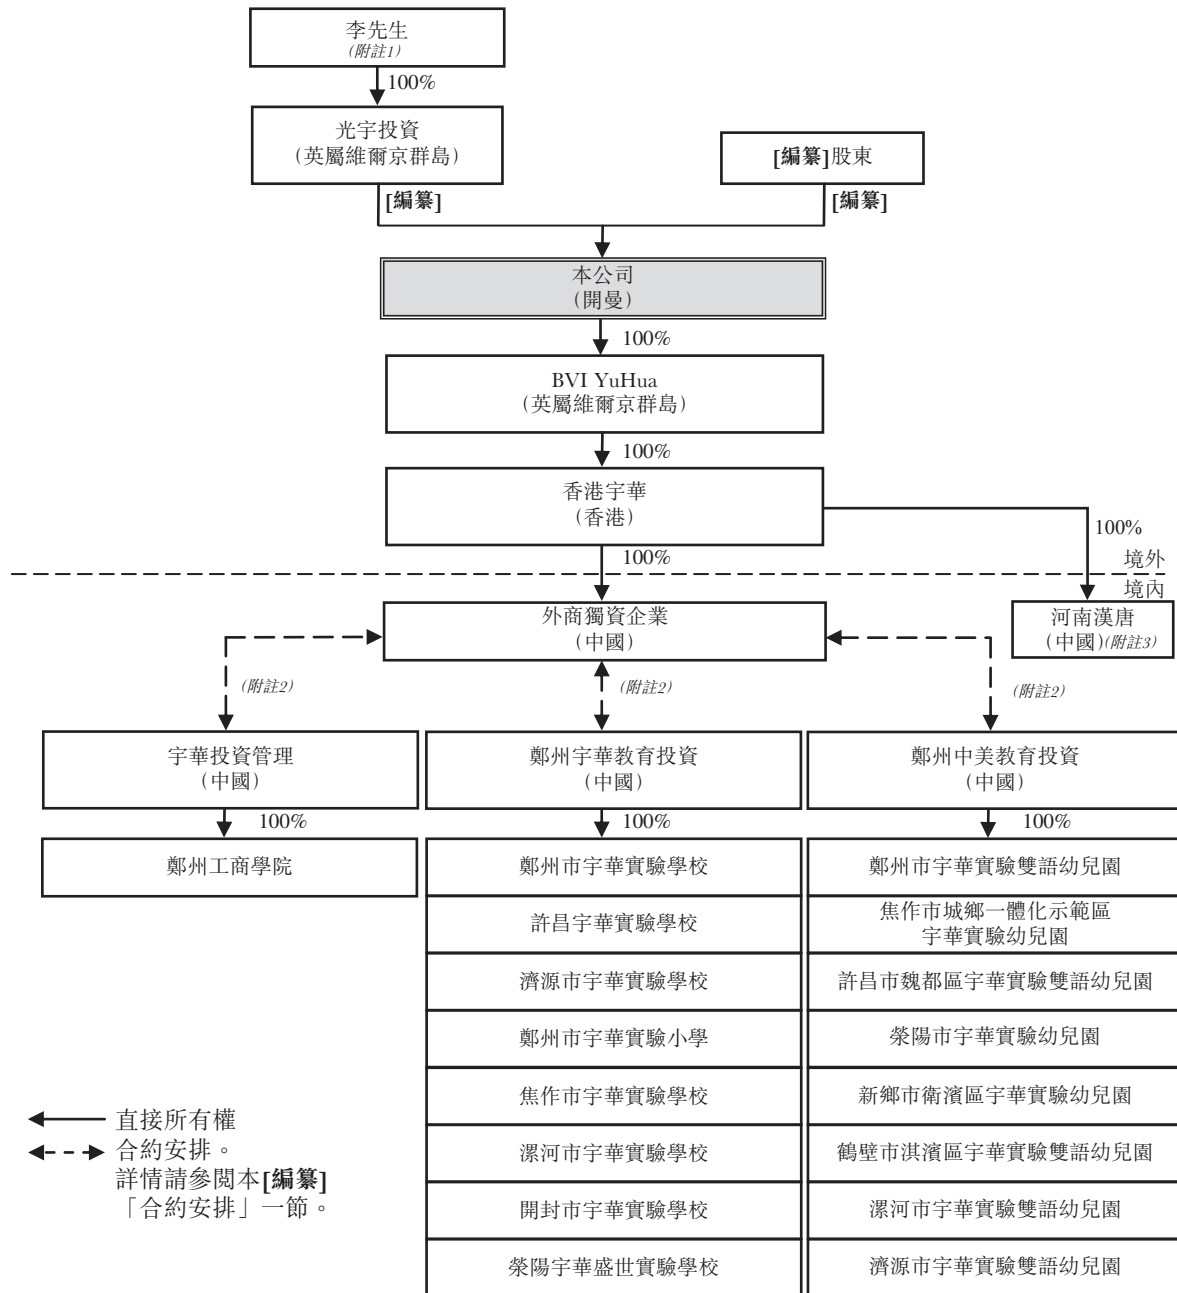 李先生
(附註1)
100%
光宇投資
(英屬維爾京群島)
[編纂]股東
[編纂]
[編纂]
本公司
(開曼)
100%
BVI YuHua
(英屬維爾京群島)
100%
香港宇華
(香港)
100%
100%
境外
境內
外商獨資企業
(中國)
河南漢唐
(中國)(附註3)
(附註2)
(附註2)
(附註2)
宇華投資管理
(中國)
鄭州宇華教育投資
(中國)
鄭州中美教育投資
(中國)
100%
100%
100%
鄭州工商學院
鄭州市宇華實驗學校
鄭州市宇華實驗雙語幼兒園
許昌宇華實驗學校
焦作市城鄉一體化示範區
宇華實驗幼兒園
濟源市宇華實驗學校
許昌市魏都區宇華實驗雙語幼兒園
鄭州市宇華實驗小學
滎陽市宇華實驗幼兒園
焦作市宇華實驗學校
新鄉市衛濱區宇華實驗幼兒園
漯河市宇華實驗學校
鶴壁市淇濱區宇華實驗雙語幼兒園
開封市宇華實驗學校
漯河市宇華實驗雙語幼兒園
滎陽宇華盛世實驗學校
濟源市宇華實驗雙語幼兒園
直接所有權
合約安排。
詳情請參閱本[編纂]
「合約安排」一節。